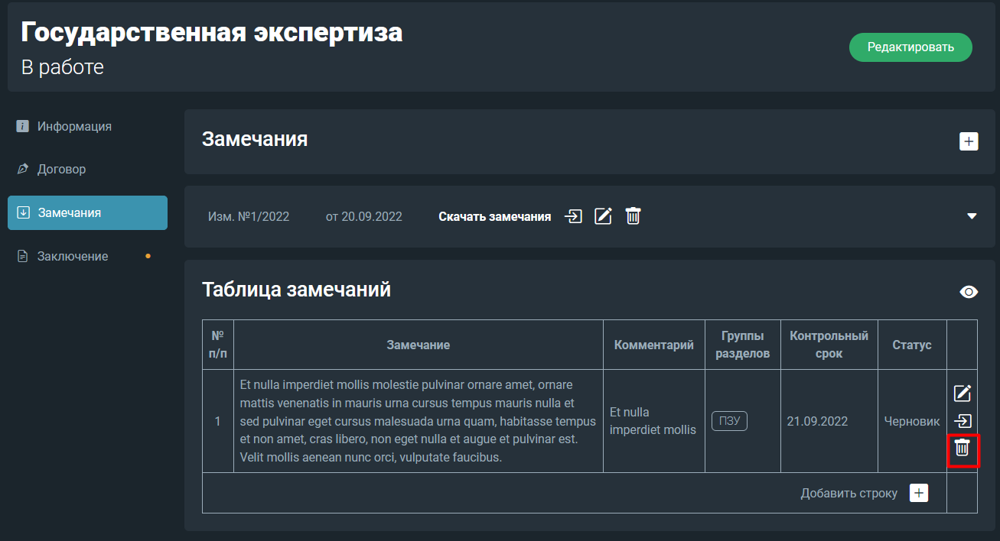 Государственная экспертиза
В работе
Редактировать
Информация
Договор
Замечания
Заключение
Замечания
Изм. №1/2022
от 20.09.2022
Скачать замечания
Таблица замечаний
№
п/п
Замечание
Комментарий
Группы
разделов
Контрольный
срок
Статус
1
Et nulla imperdiet mollis molestie pulvinar ornare amet, ornare
mattis venenatis in mauris urna cursus tempus mauris nulla et
sed pulvinar eget cursus malesuada urna quam, habitasse tempus
et non amet, cras libero, non eget nulla et augue et pulvinar est.
Velit mollis aenean nunc orci, vulputate faucibus.
Et nulla
imperdiet mollis
ПЗУ
21.09.2022
Черновик
Добавить строку